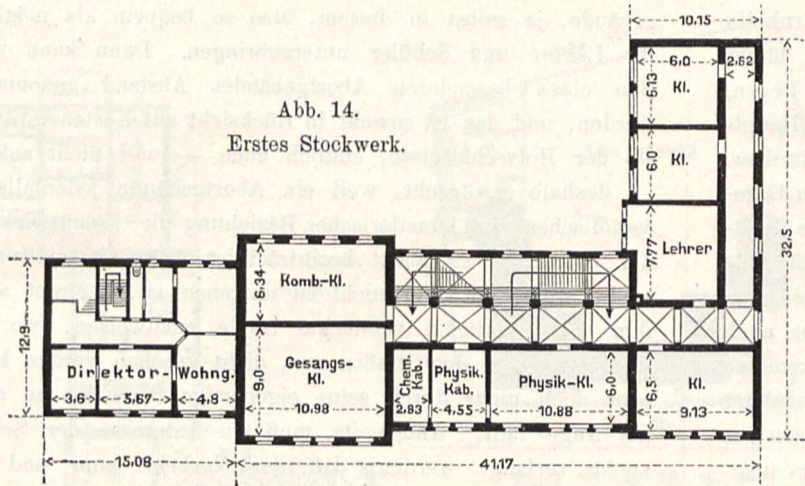 10.15
Abb. 14.
Erstes Stockwerk.
6.0
2.82
6.13
Kl.
6.0
Kl.
7.77
Lehrer
32.5
12.9
6.34
Komb-Kl.
Direktor-Wohng.
3.6
3.67
4.8
9.0
Gesangs-
Kl.
10.98
Chem.
Kab.
2.83
Physik.
Kab.
4.55
Physik-Kl.
10.88
6.0
6.5
Kl.
9.13
15.08
41.17